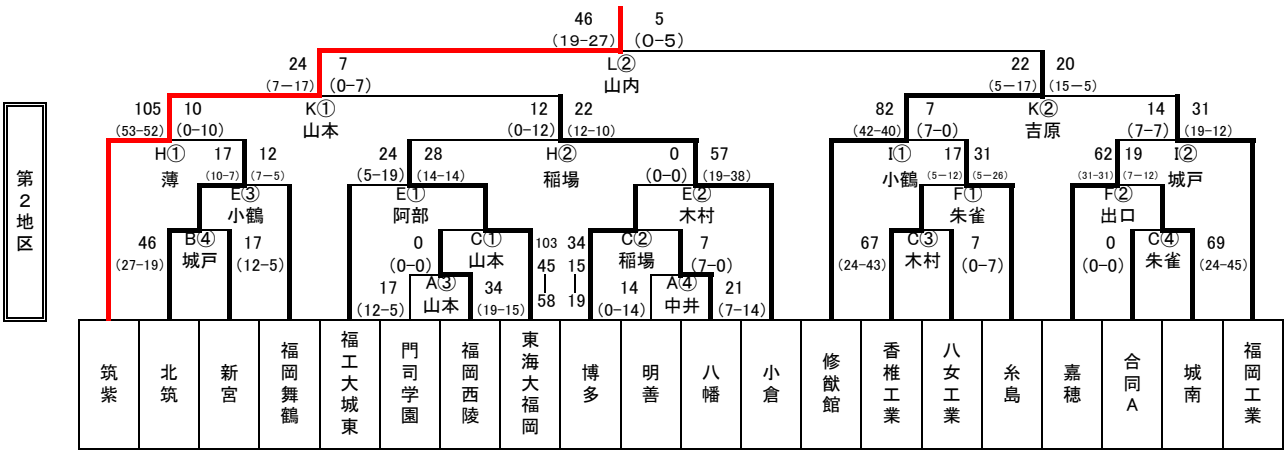 46 5
(19-27) (0-5)
L②
山内
24 7
(7-17) (0-7)
K①
山本
22 20
(5-17) (15-5)
K②
吉原
105 10
(53-52) (0-10)
H①
薄
12 22
(0-12) (12-10)
H②
稲場
82 7
(42-40) (7-0)
I①
小鶴
14 31
(7-7) (19-12)
I②
城戸
17 12
(10-7) (7-5)
E③
小鶴
24 28
(5-19) (14-14)
E①
阿部
0 57
(0-0) (19-38)
E②
木村
17 31
(5-12) (5-26)
F①
朱雀
62 19
(31-31) (7-12)
F②
出口
46 17
(27-19) (12-5)
B④
城戸
0 103
(0-0) 45-58
C①
山本
34 7
15-19 (7-0)
C②
稲場
67 7
(24-43) (0-7)
C③
木村
0 69
(0-0) (24-45)
C④
朱雀
17 34
(12-5) (19-15)
A③
山本
14 21
(0-14) (7-14)
A④
中井
第2地区
筑紫
北筑
新宮
福岡舞鶴
福工大城東
門司学園
福岡西陵
東海大福岡
博多
明善
八幡
小倉
修猷館
香椎工業
八女工業
糸島
嘉穂
合同A
城南
福岡工業